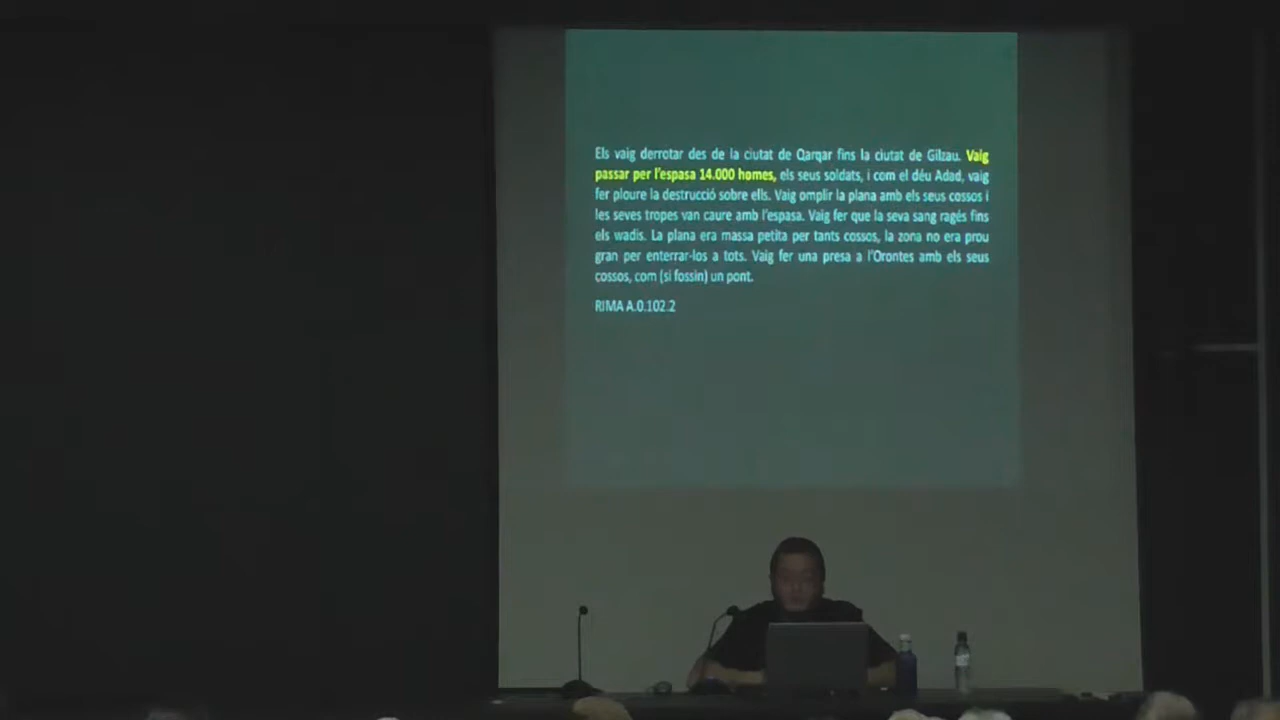 Els vaig derrotar des de la ciutat de Qarqar fins la ciutat de Gilzau. Vaig
passar per l'espasa 14.000 homes, els seus soldats, i com el déu Adad, vaig
fer ploure la destrucció sobre ells. Vaig omplir la plana amb els seus cossos i
les seves tropes van caure amb l'espasa. Vaig fer que la seva sang ragés fins
els wadis. La plana era massa petita per tants cossos, la zona no era prou
gran per enterrar-los a tots. Vaig fer una presa a l'Orontes amb els seus
cossos, com (si fossin) un pont.
RIMA A.0.102.2